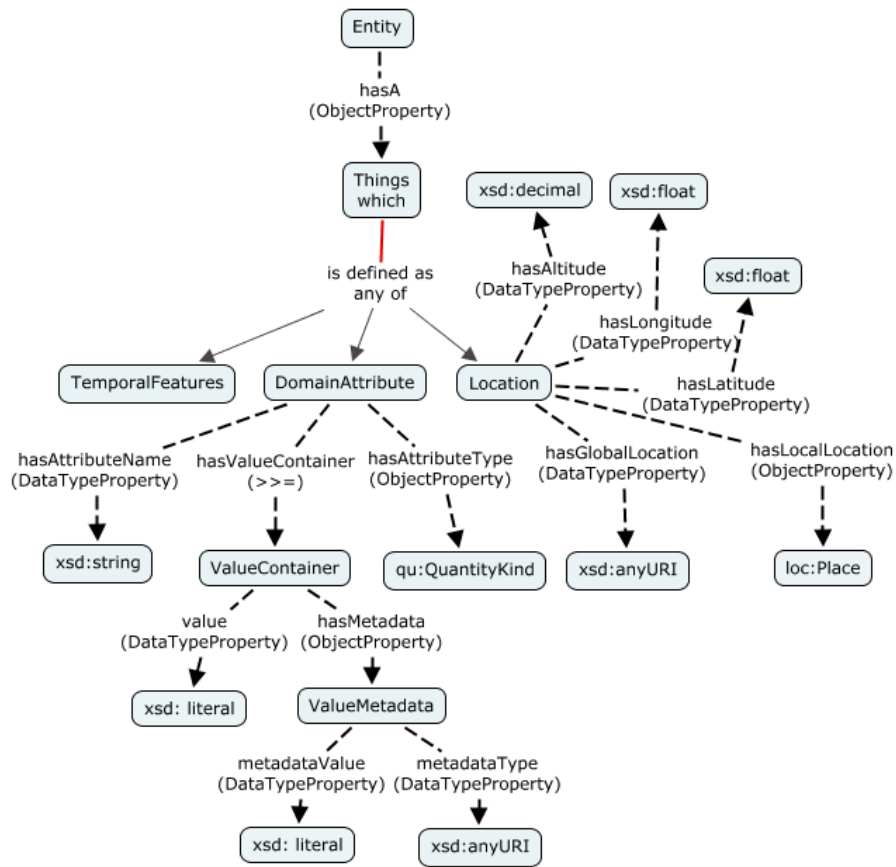 Entity
hasA
(ObjectProperty)
Things
which
xsd:decimal
xsd:float
hasAltitude
(DataTypeProperty)
xsd:float
is defined as
any of
hasLongitude
(DataTypeProperty)
TemporalFeatures
DomainAttribute
Location
hasLatitude
(DataTypeProperty)
hasAttributeName
(DataTypeProperty)
hasValueContainer
(>>=)
hasAttributeType
(ObjectProperty)
hasGlobalLocation
(DataTypeProperty)
hasLocalLocation
(ObjectProperty)
xsd:string
ValueContainer
qu:QuantityKind
xsd:anyURI
loc:Place
value
(DataTypeProperty)
hasMetadata
(ObjectProperty)
xsd: literal
ValueMetadata
metadataValue
(DataTypeProperty)
metadataType
(DataTypeProperty)
xsd: literal
xsd:anyURI